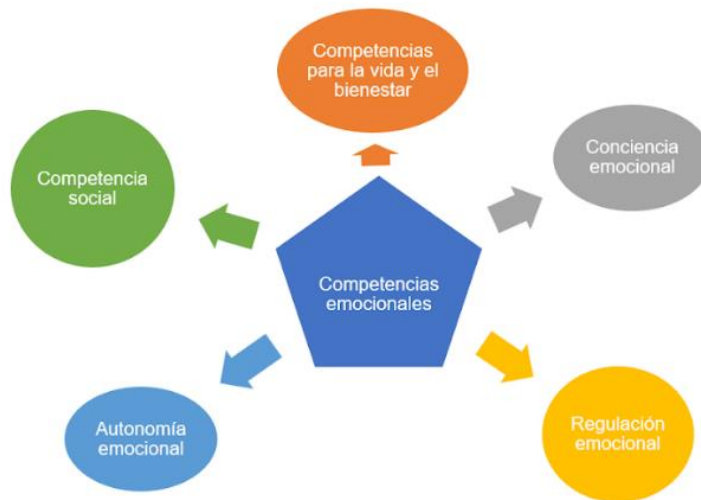 Competencias
para la vida y el
bienestar
Conciencia
emocional
Competencia
social
Competencias
emocionales
Autonomía
emocional
Regulación
emocional